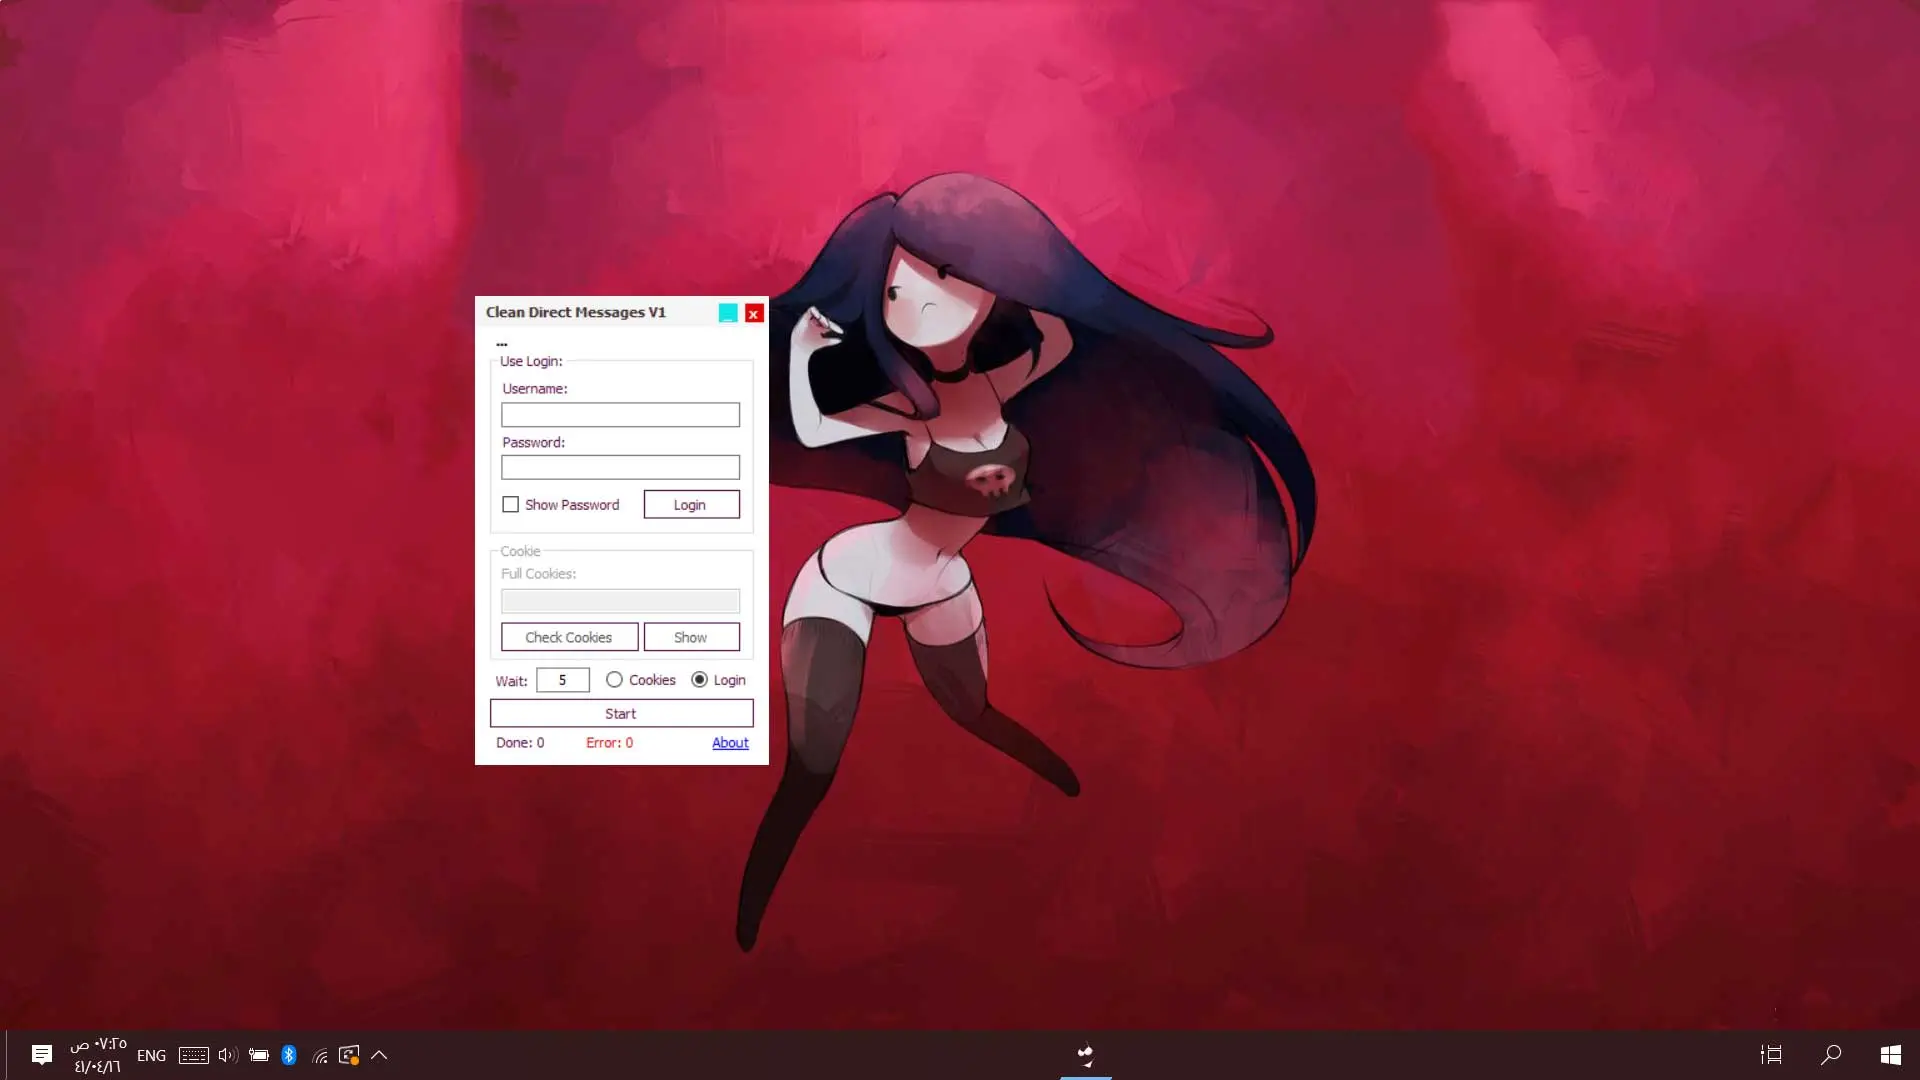 Clean Direct Messages V1
_ x
...
Use Login:
Username:
Password:
Show Password
Login
Cookie
Full Cookies:
Check Cookies
Show
Wait: 5
Cookies
Login
Start
Done: 0
Error: 0
About
٠٧:٢٥ ص
ENG
٤١/٠٤/١٦